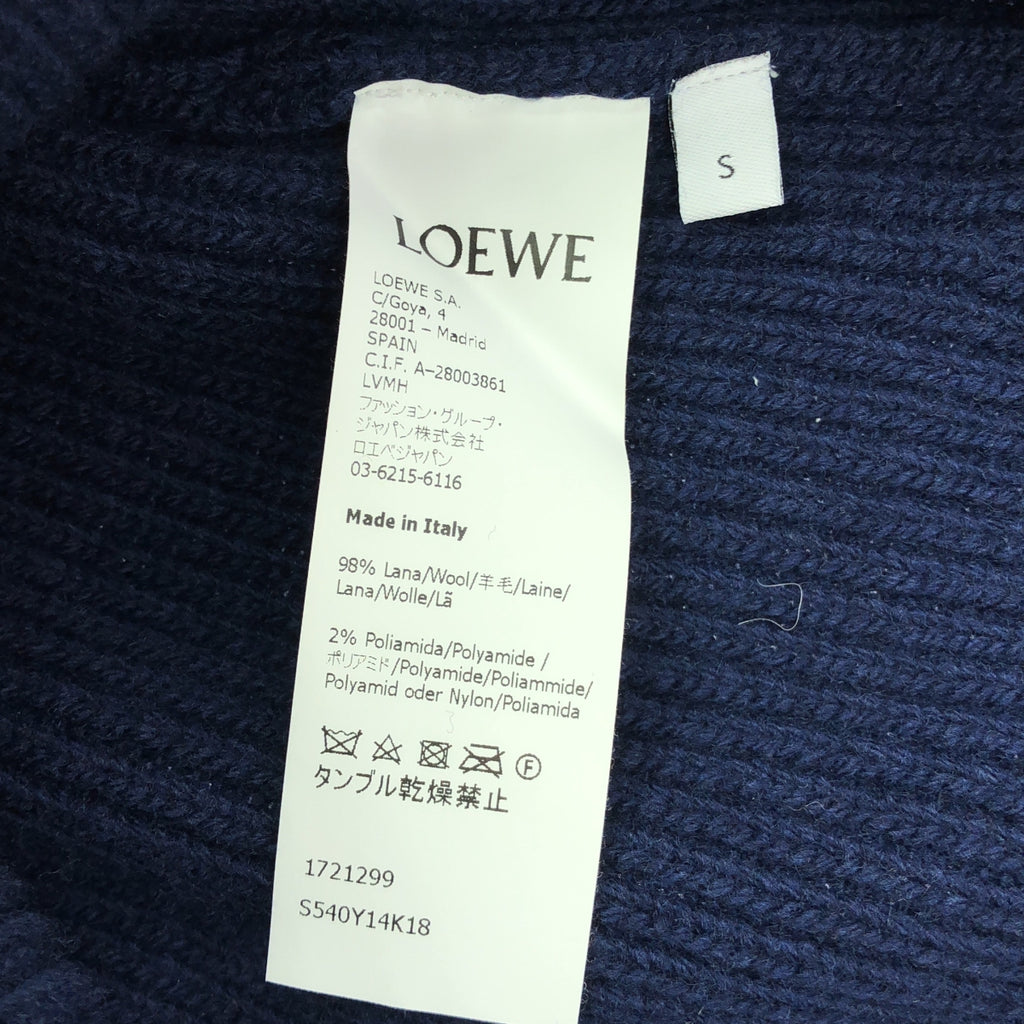 LOEWE
LOEWE S.A.
C/Goya, 4
28001 – Madrid
SPAIN
C.I.F. A-28003861
LVMH
ファッション・グループ・
ジャパン株式会社
ロエベジャパン
03-6215-6116
Made in Italy
98% Lana/Wool/羊毛/Laine/
Lana/Wolle/Lã
2% Poliamida/Polyamide /
ポリアミド/Polyamide/Poliammide/
Polyamid oder Nylon/Poliamida
F
タンブル乾燥禁止
1721299
S540Y14K18
S